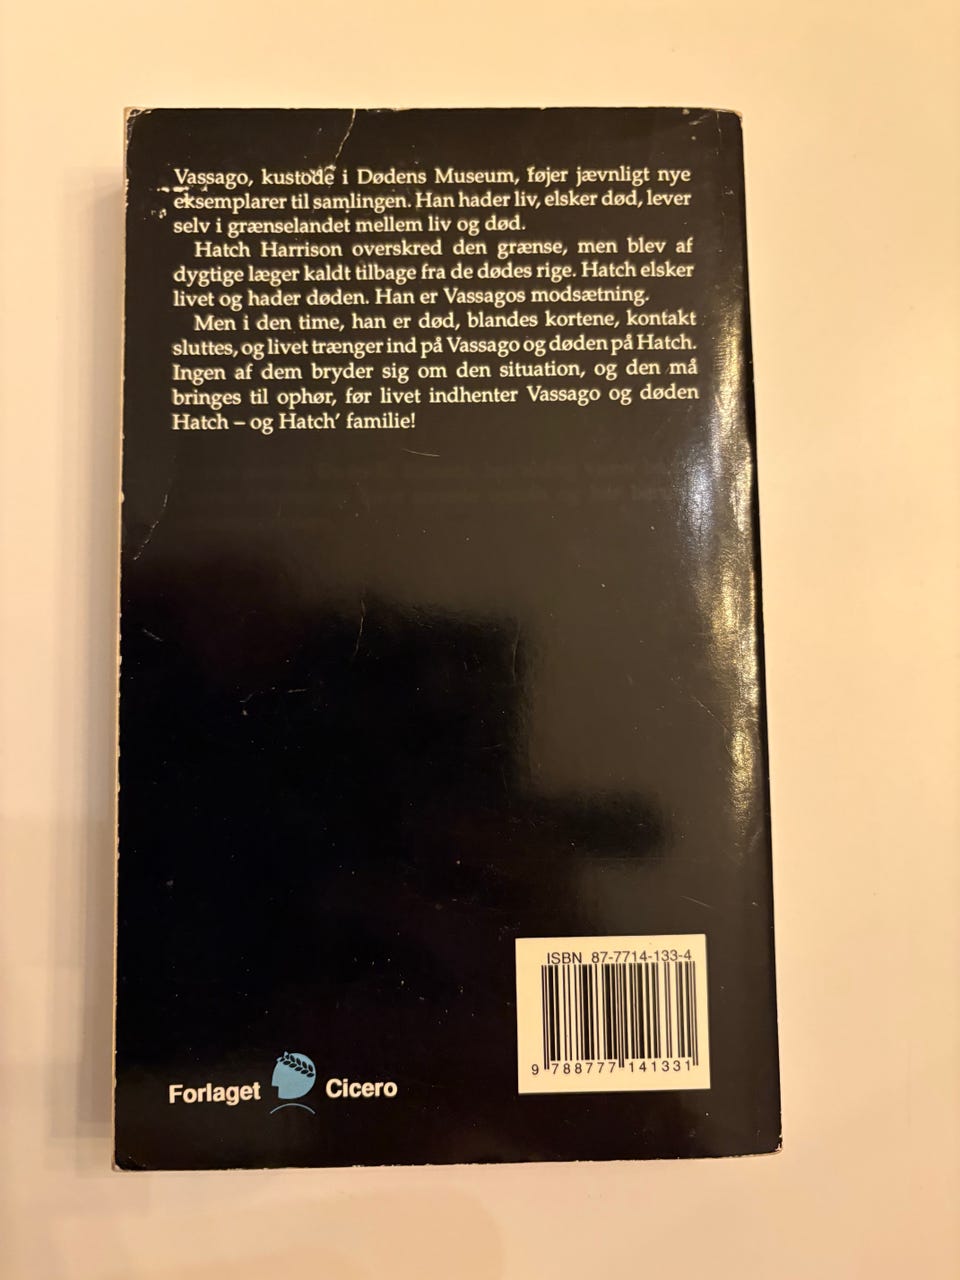 Vassago, kustode i Dødens Museum, føjer jævnligt nye
eksemplarer til samlingen. Han hader liv, elsker død, lever
selv i grænselandet mellem liv og død.
Hatch Harrison overskred den grænse, men blev af
dygtige læger kaldt tilbage fra de dødes rige. Hatch elsker
livet og hader døden. Han er Vassagos modsætning.
Men i den time, han er død, blandes kortene, kontakt
sluttes, og livet trænger ind på Vassago og døden på Hatch.
Ingen af dem bryder sig om den situation, og den må
bringes til ophør, før livet indhenter Vassago og døden
Hatch – og Hatch’ familie!
ISBN 87-7714-133-4
9 788777 141331
Forlaget Cicero